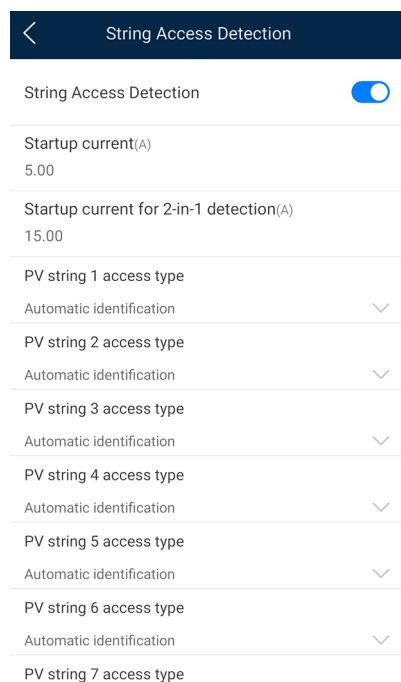 String Access Detection
String Access Detection
Startup current(A)
5.00
Startup current for 2-in-1 detection(A)
15.00
PV string 1 access type
Automatic identification
PV string 2 access type
Automatic identification
PV string 3 access type
Automatic identification
PV string 4 access type
Automatic identification
PV string 5 access type
Automatic identification
PV string 6 access type
Automatic identification
PV string 7 access type